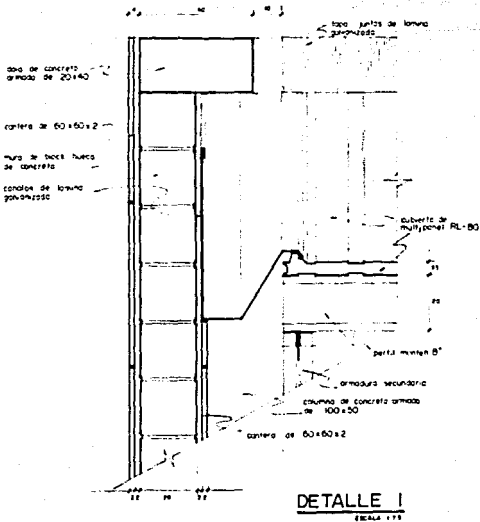 tapa juntas de lamina
galvanizada
dala de concreto
armada de 20x40
cantera de 60x60x2
muro de block hueco
de concreto
canalon de lamina
galvanizada
cubierta de
multypanel RL-80
perfil monten 8"
armadura secundaria
columna de concreto armado
de 100x50
cantera de 60x60x2
DETALLE 1